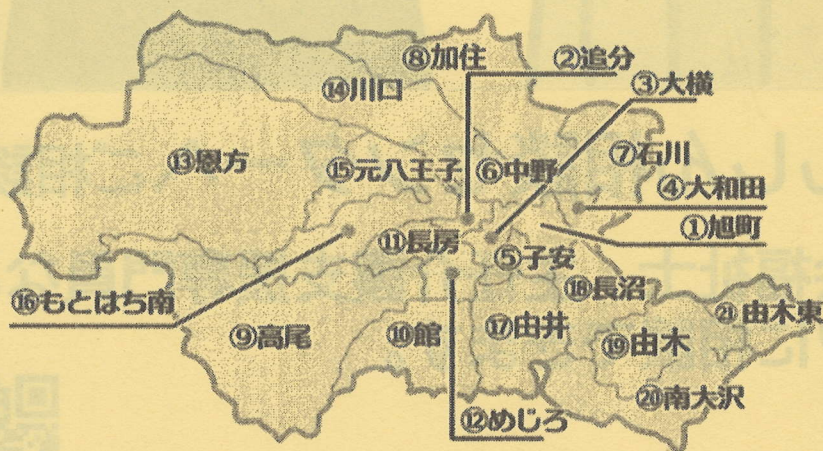 ⑧加住
②追分
③大横
⑭川口
⑬恩方
⑮元八王子
⑥中野
⑦石川
④大和田
①旭町
⑪長房
⑤子安
⑯もとはち南
⑱長沼
⑨高尾
⑩館
⑰由井
⑲由木
㉑由木東
⑳南大沢
⑫めじろ